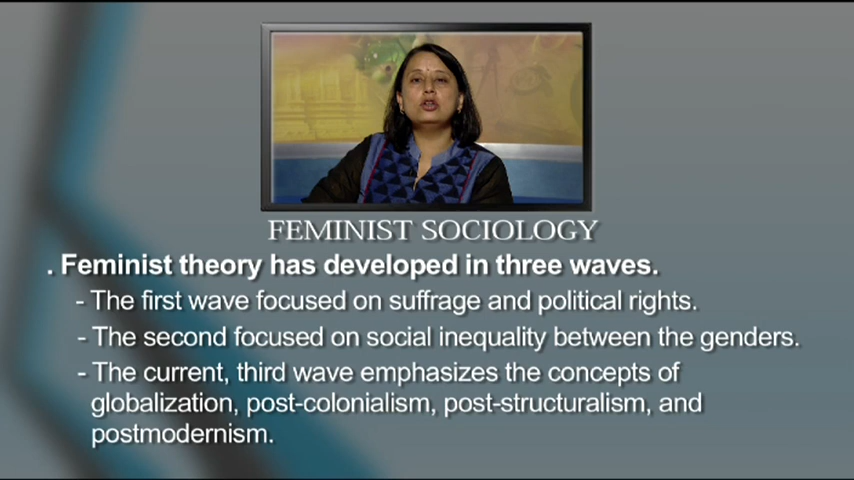 FEMINIST SOCIOLOGY
. Feminist theory has developed in three waves.
- The first wave focused on suffrage and political rights.
- The second focused on social inequality between the genders.
- The current, third wave emphasizes the concepts of
globalization, post-colonialism, post-structuralism, and
postmodernism.